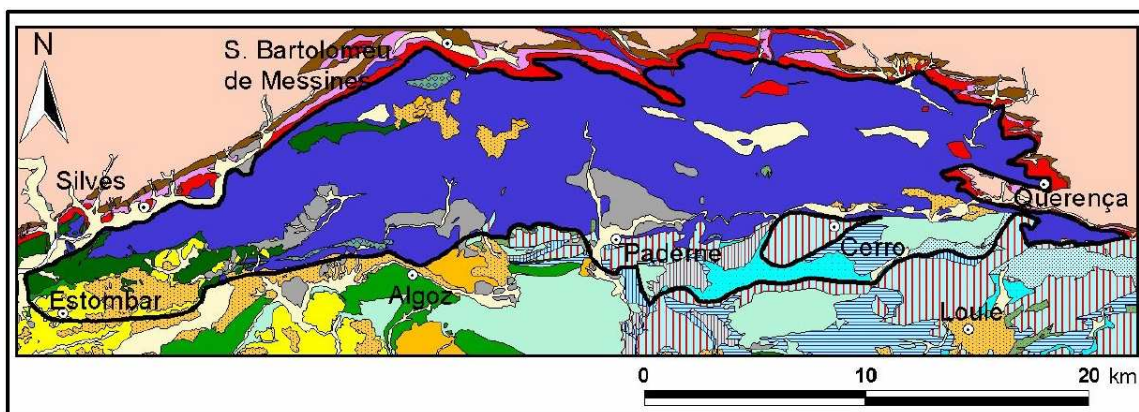 N
S. Bartolomeu
de Messines
Silves
Querença
Paderne
Cerro
Estombar
Algoz
Loulé
0 10 20 km